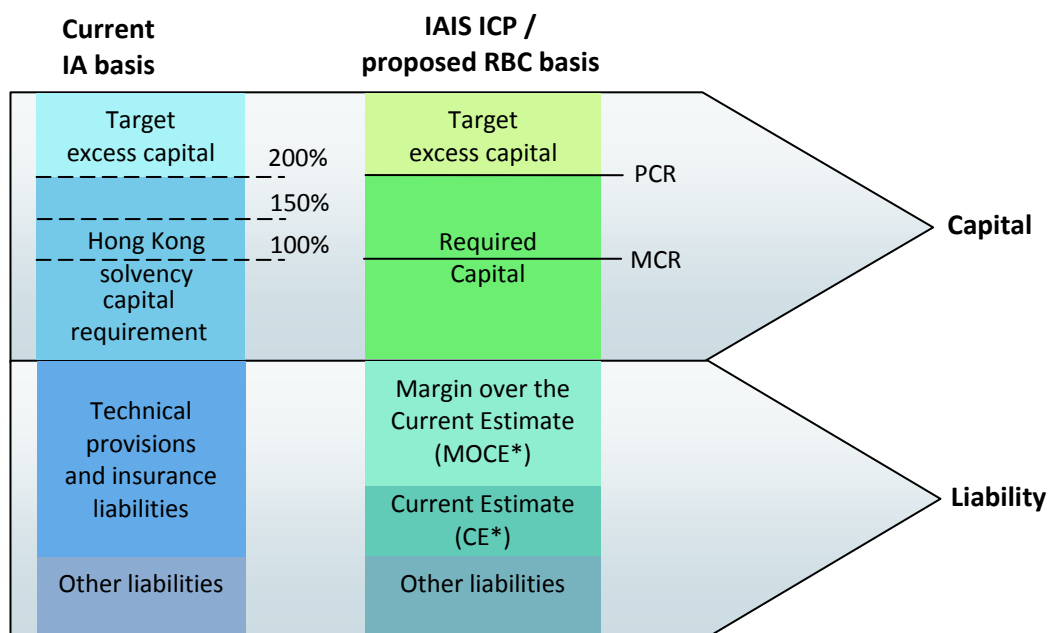 Current
IA basis
IAIS ICP /
proposed RBC basis
Target
excess capital
200%
150%
100%
Hong Kong
solvency
capital
requirement
Target
excess capital
PCR
Required
Capital
MCR
Capital
Technical
provisions
and insurance
liabilities
Margin over the
Current Estimate
(MOCE*)
Current Estimate
(CE*)
Liability
Other liabilities
Other liabilities